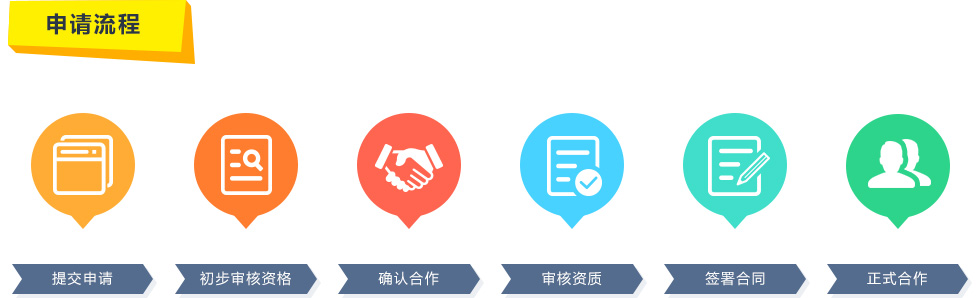 申请流程
提交申请
初步审核资格
确认合作
审核资质
签署合同
正式合作